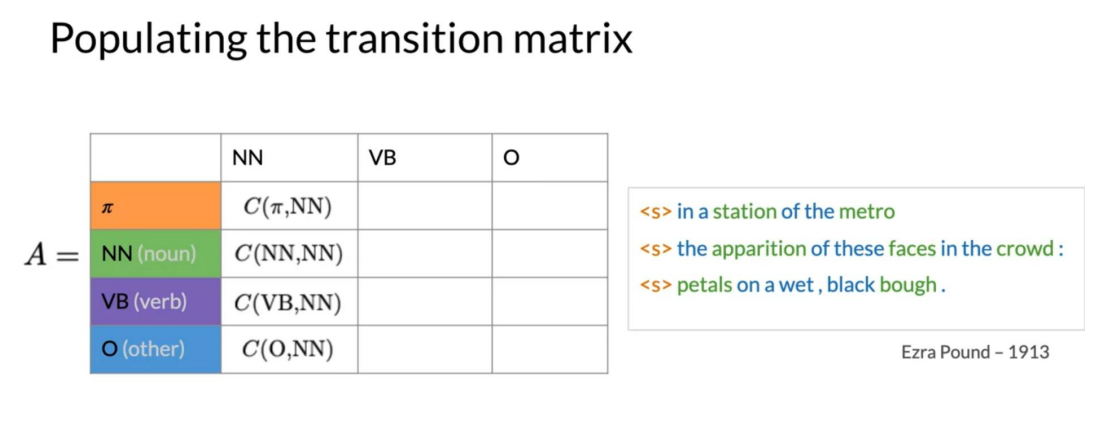 Populating the transition matrix
NN VB O
π C(π,NN)
A = NN (noun) C(NN,NN)
VB (verb) C(VB,NN)
O (other) C(O,NN)
<s> in a station of the metro
<s> the apparition of these faces in the crowd :
<s> petals on a wet , black bough .
Ezra Pound – 1913